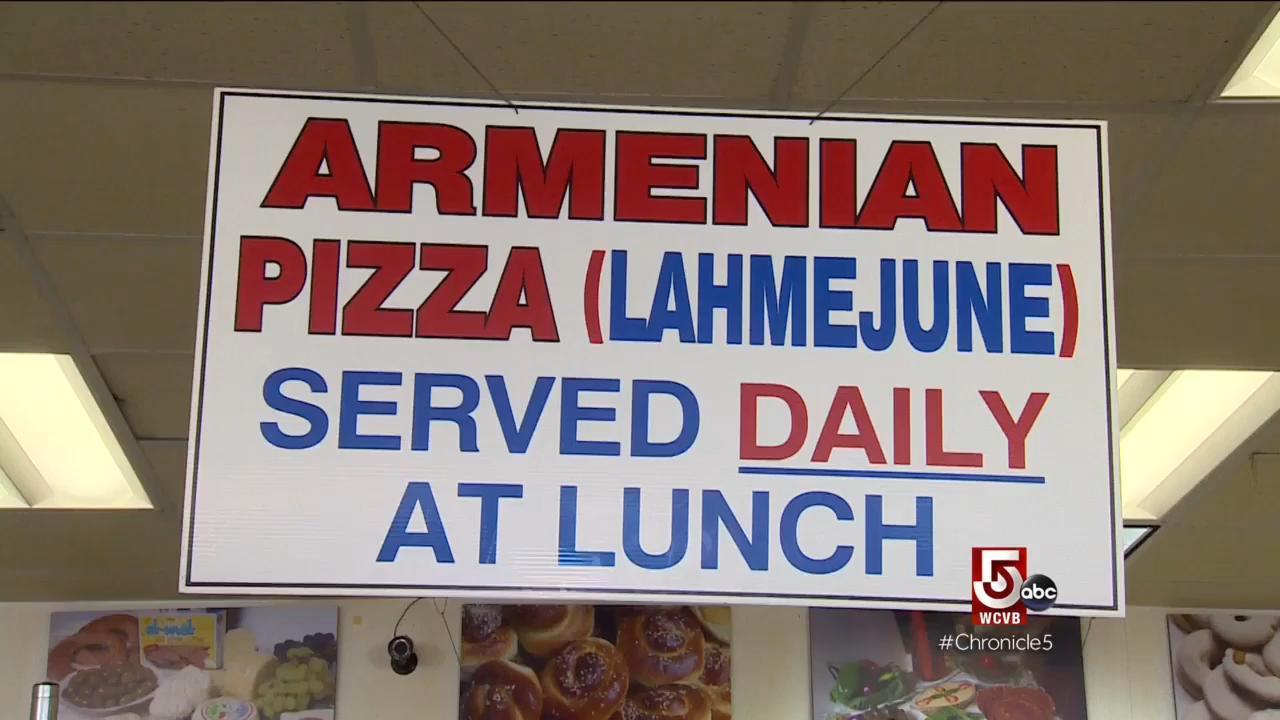 ARMENIAN
PIZZA (LAHMEJUNE)
SERVED DAILY
AT LUNCH
5 abc
WCVB
#Chronicle5